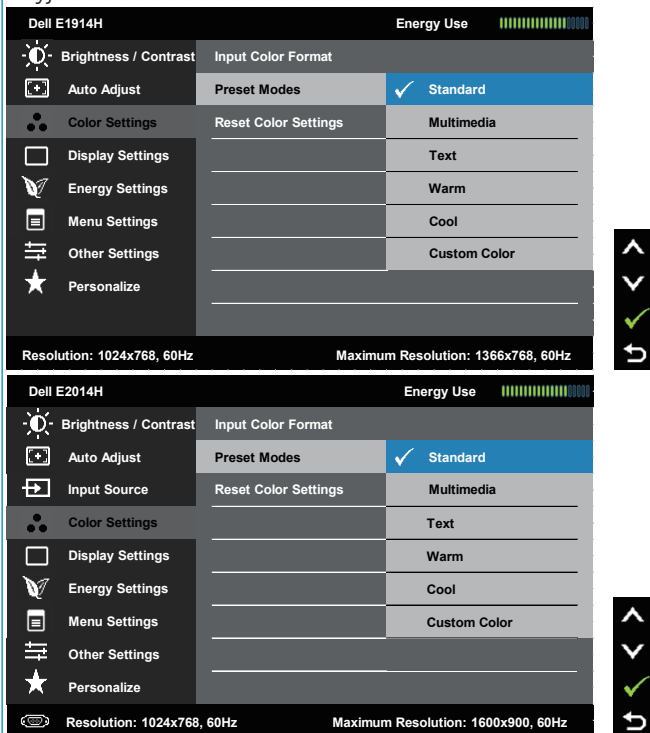 Dell E1914H Energy Use
Brightness / Contrast Input Color Format
Auto Adjust Preset Modes Standard
Color Settings Reset Color Settings Multimedia
Display Settings Text
Energy Settings Warm
Menu Settings Cool
Other Settings Custom Color
Personalize
Resolution: 1024x768, 60Hz Maximum Resolution: 1366x768, 60Hz
Dell E2014H Energy Use
Brightness / Contrast Input Color Format
Auto Adjust Preset Modes Standard
Input Source Reset Color Settings Multimedia
Color Settings Text
Display Settings Warm
Energy Settings Cool
Menu Settings Custom Color
Other Settings
Personalize
Resolution: 1024x768, 60Hz Maximum Resolution: 1600x900, 60Hz